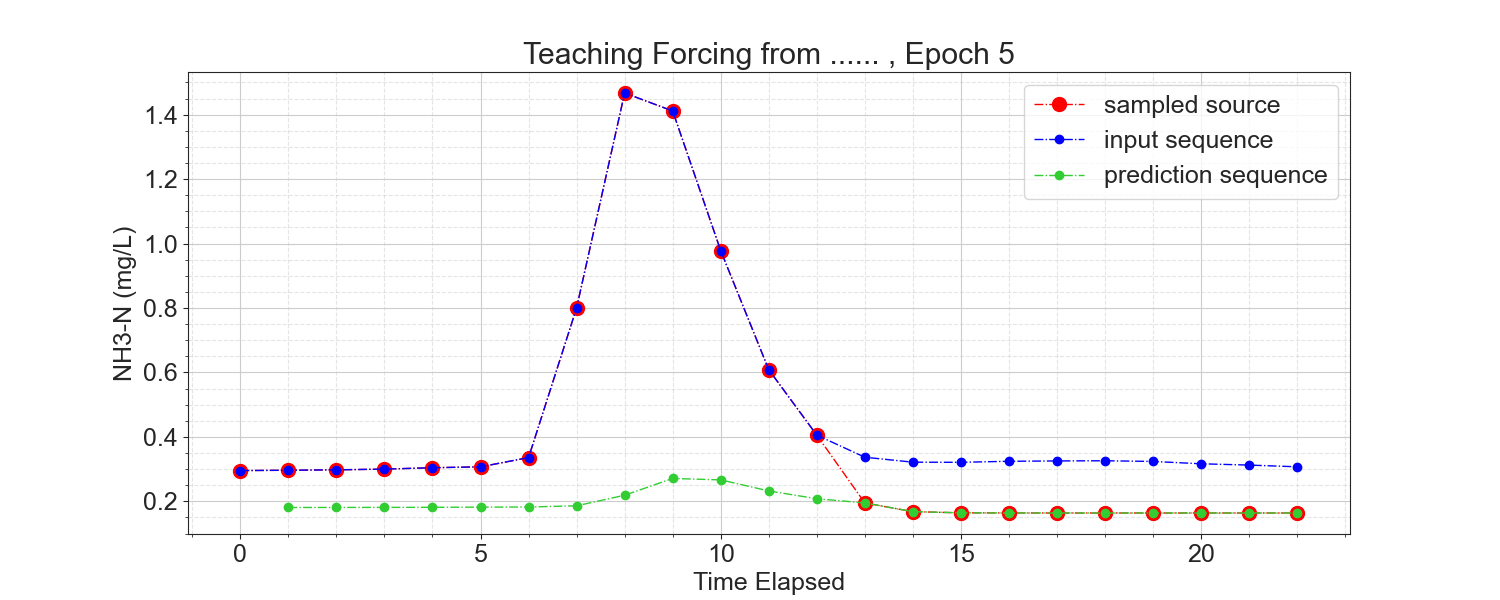 Teaching Forcing from ...... , Epoch 5
sampled source
input sequence
prediction sequence
NH3-N (mg/L)
1.4
1.2
1.0
0.8
0.6
0.4
0.2
0 5 10 15 20
Time Elapsed